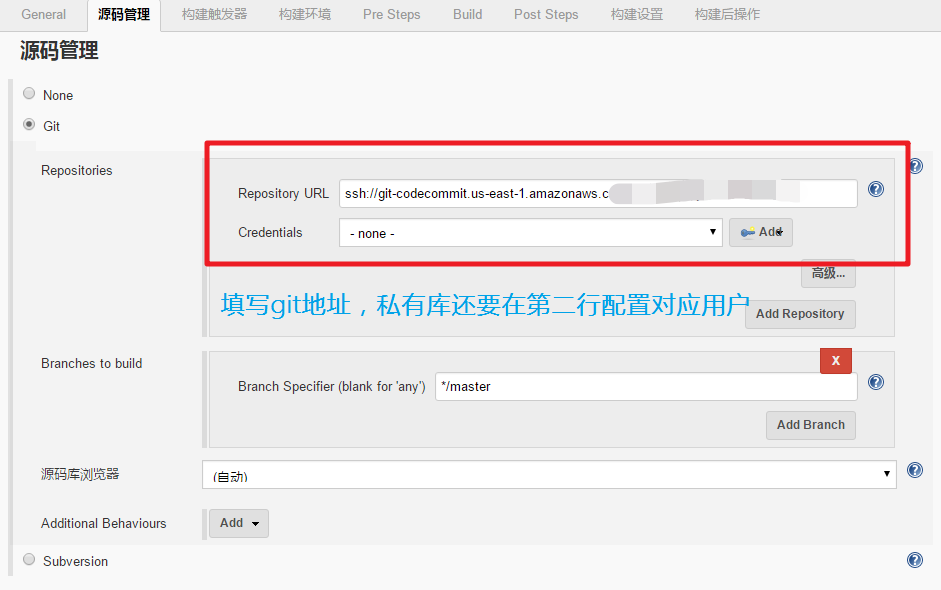 General 源码管理 构建触发器 构建环境 Pre Steps Build Post Steps 构建设置 构建后操作
源码管理
None
Git
Repositories
Repository URL ssh://git-codecommit.us-east-1.amazonaws.c
Credentials - none - Add
高级...
填写git地址，私有库还要在第二行配置对应用户
Add Repository
Branches to build
X
Branch Specifier (blank for 'any') */master
Add Branch
源码库浏览器 (自动)
Additional Behaviours Add
Subversion